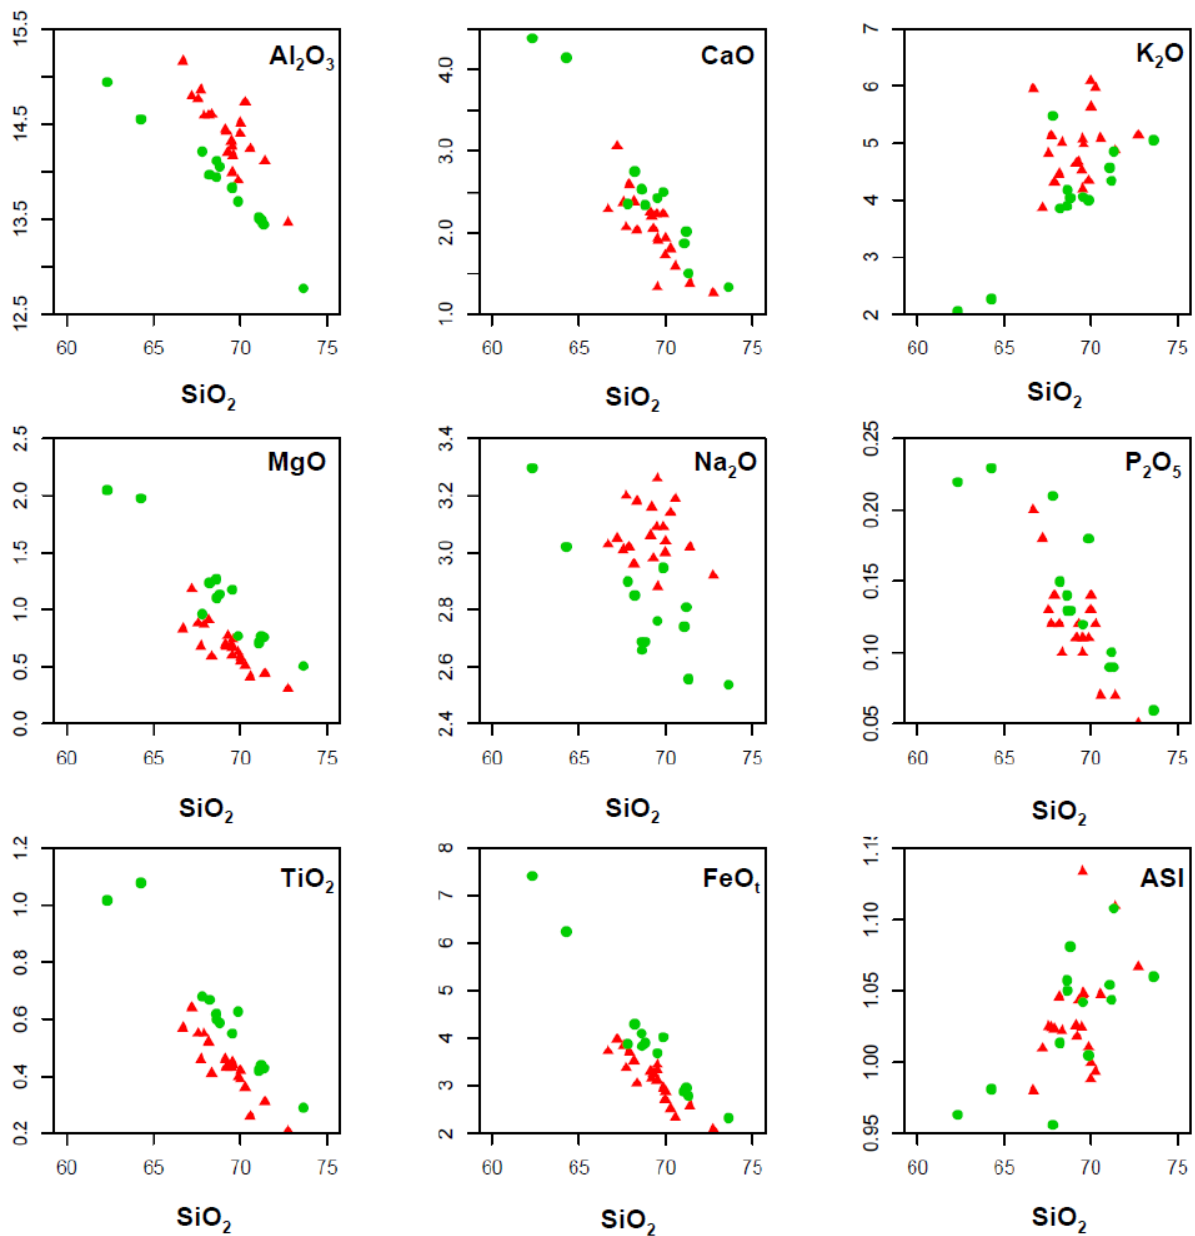 15.5
14.5
13.5
12.5
Al₂O₃
60 65 70 75
SiO₂
4.0
3.0
2.0
1.0
CaO
60 65 70 75
SiO₂
7
6
5
4
3
2
K₂O
60 65 70 75
SiO₂
2.5
2.0
1.5
1.0
0.5
0.0
MgO
60 65 70 75
SiO₂
3.4
3.2
3.0
2.8
2.6
2.4
Na₂O
60 65 70 75
SiO₂
0.25
0.20
0.15
0.10
0.05
P₂O₅
60 65 70 75
SiO₂
1.2
1.0
0.8
0.6
0.4
0.2
TiO₂
60 65 70 75
SiO₂
8
7
6
5
4
3
2
FeOₜ
60 65 70 75
SiO₂
1.15
1.10
1.05
1.00
0.95
ASI
60 65 70 75
SiO₂